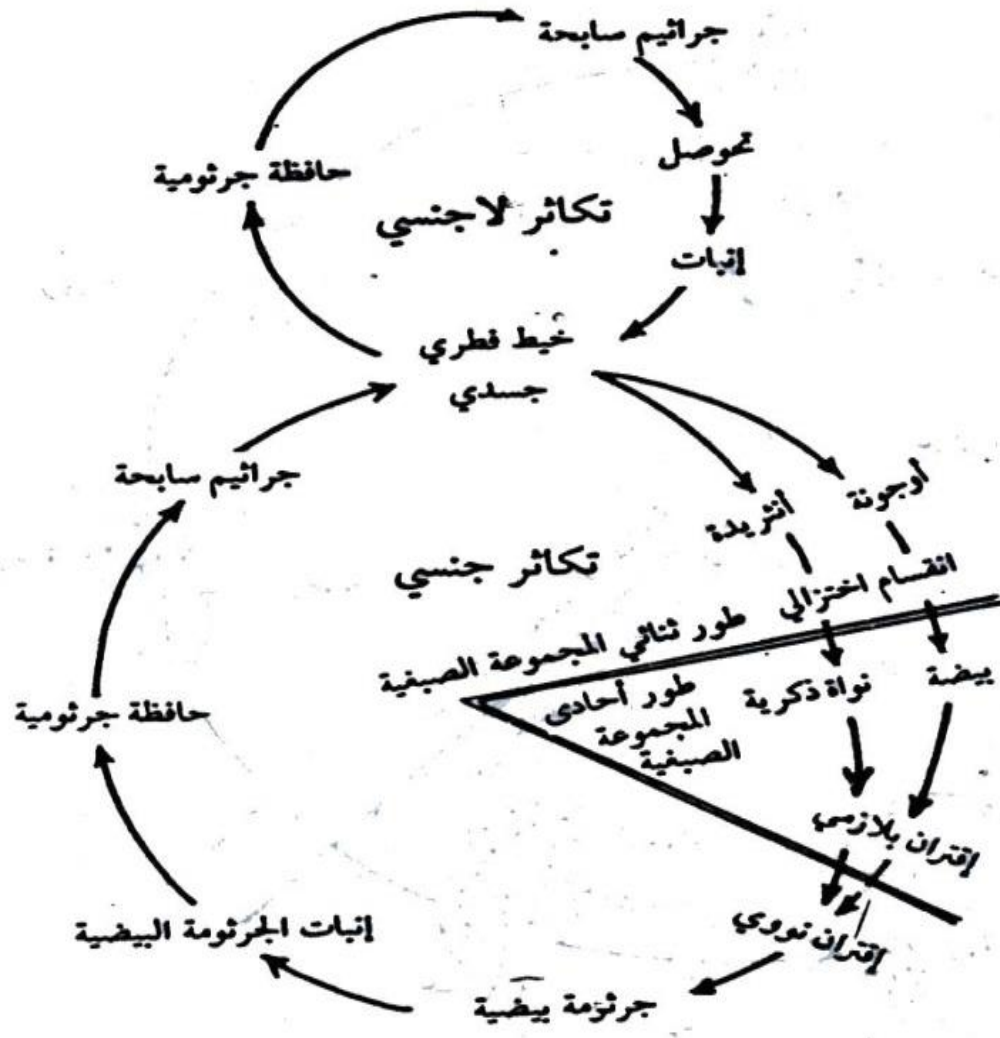 جراثيم سابحة
تحوصل
حافظة جرثومية
تكاثر لاجنسي
إنبات
خيط فطري
جسدي
جراثيم سابحة
أوجونة
أنثريدة
تكاثر جنسي
انقسام اختزالي
طور ثنائي المجموعة الصبغية
بيضة
نواة ذكرية
طور أحادى
المجموعة
الصبغية
حافظة جرثومية
إقتران بلازمي
إقتران نووي
إنبات الجرثومة البيضية
جرثومة بيضية